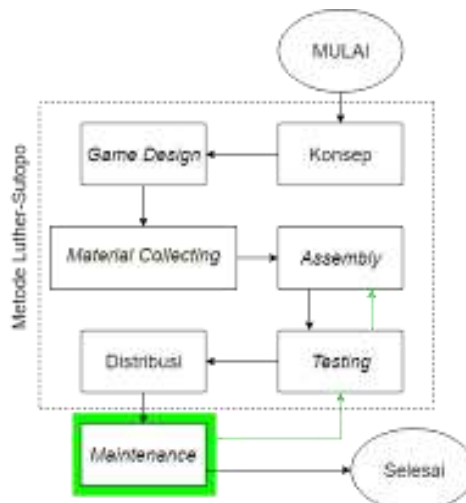 MULAI
Metode Luther-Sutopo
Game Design
Konsep
Material Collecting
Assembly
Distribusi
Testing
Maintenance
Selesai